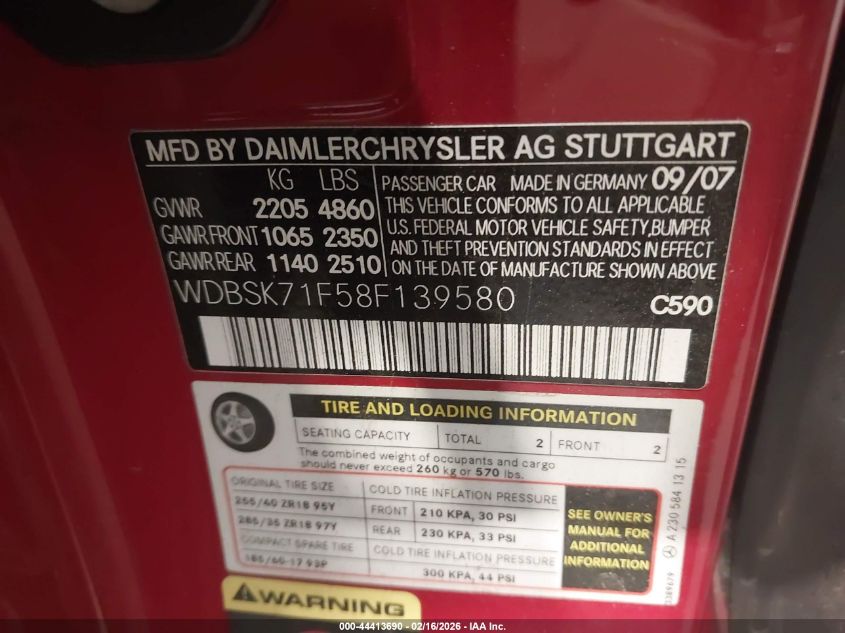 MFD BY DAIMLERCHRYSLER AG STUTTGART
KG LBS
GVWR 2205 4860
GAWR FRONT 1065 2350
GAWR REAR 1140 2510
PASSENGER CAR MADE IN GERMANY 09/07
THIS VEHICLE CONFORMS TO ALL APPLICABLE
U.S. FEDERAL MOTOR VEHICLE SAFETY, BUMPER
AND THEFT PREVENTION STANDARDS IN EFFECT
ON THE DATE OF MANUFACTURE SHOWN ABOVE
WDBSK71F58F139580
C590
TIRE AND LOADING INFORMATION
SEATING CAPACITY TOTAL 2 FRONT 2
The combined weight of occupants and cargo
should never exceed 260 kg or 570 lbs.
ORIGINAL TIRE SIZE COLD TIRE INFLATION PRESSURE
255/40 ZR18 95Y FRONT 210 KPA, 30 PSI
285/35 ZR18 97Y REAR 230 KPA, 33 PSI
COMPACT SPARE TIRE COLD TIRE INFLATION PRESSURE
300 KPA, 44 PSI
SEE OWNER'S
MANUAL FOR
ADDITIONAL
INFORMATION
A 230 584 13 15
WARNING
000-44413690 - 02/16/2026 - IAA Inc.